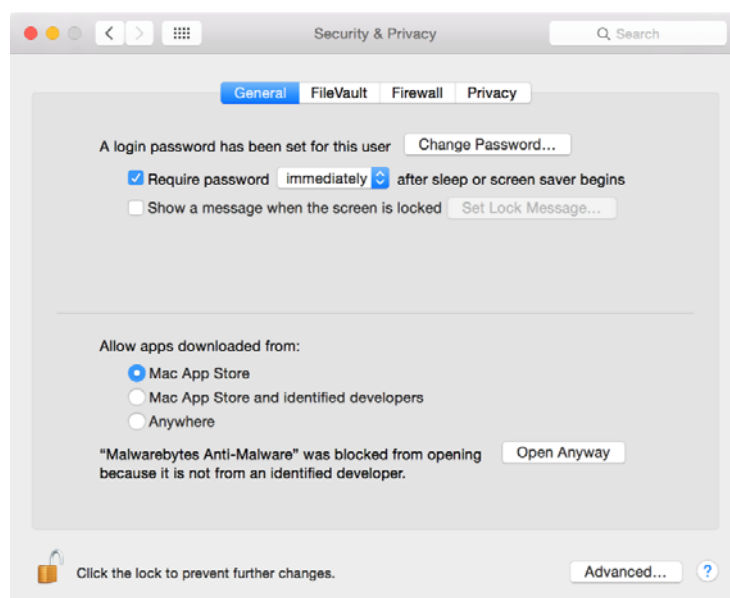 Security & Privacy
Search
General FileVault Firewall Privacy
A login password has been set for this user Change Password...
Require password immediately after sleep or screen saver begins
Show a message when the screen is locked Set Lock Message...
Allow apps downloaded from:
Mac App Store
Mac App Store and identified developers
Anywhere
“Malwarebytes Anti-Malware” was blocked from opening Open Anyway
because it is not from an identified developer.
Click the lock to prevent further changes. Advanced... ?